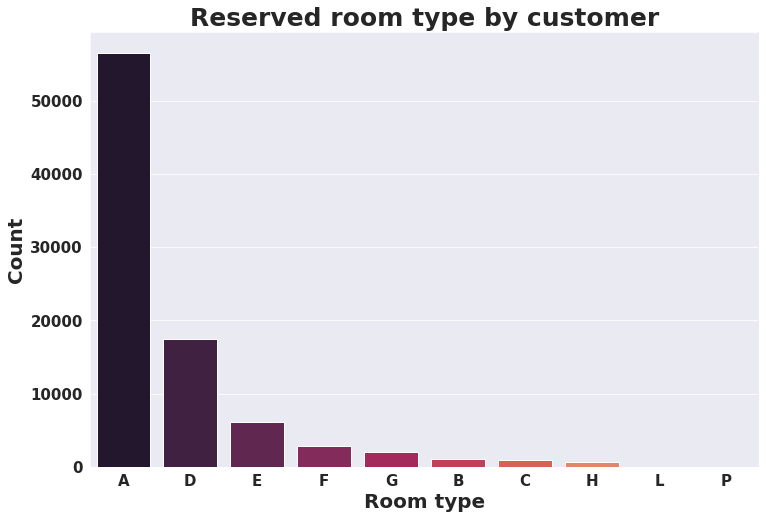 Reserved room type by customer
Count
50000
40000
30000
20000
10000
0
A D E F G B C H L P
Room type